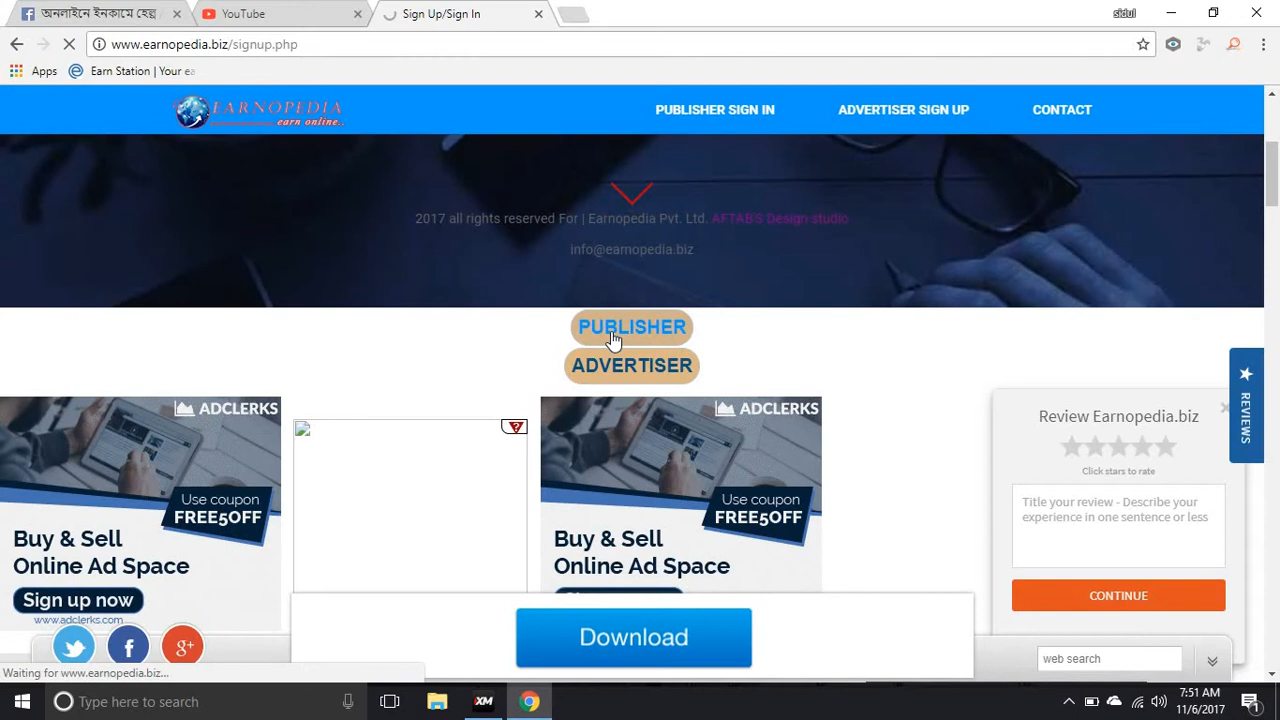 অনলাইনে ইনকামে হেল্প
YouTube
Sign Up/Sign In
sidul
www.earnopedia.biz/signup.php
Apps
Earn Station | Your ea
EARNOPEDIA
earn online..
PUBLISHER SIGN IN
ADVERTISER SIGN UP
CONTACT
2017 all rights reserved For | Earnopedia Pvt. Ltd. AFTAB'S Design studio
info@earnopedia.biz
PUBLISHER
ADVERTISER
ADCLERKS
Use coupon
FREE5OFF
Buy & Sell
Online Ad Space
Sign up now
www.adclerks.com
?
ADCLERKS
Use coupon
FREE5OFF
Buy & Sell
Online Ad Space
REVIEWS
Review Earnopedia.biz
Click stars to rate
Title your review - Describe your
experience in one sentence or less
CONTINUE
Download
web search
Waiting for www.earnopedia.biz...
Type here to search
XM
7:51 AM
11/6/2017
1